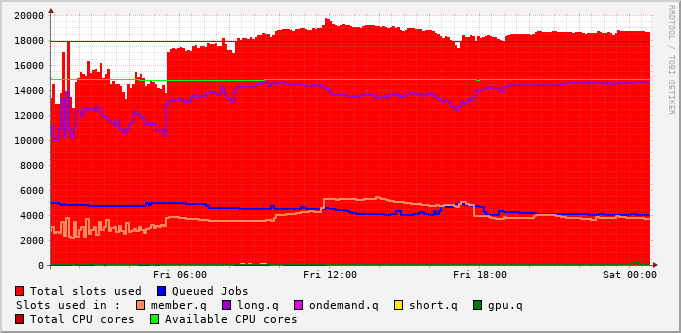 RRDTOOL / TOBI OETIKER
20000
18000
16000
14000
12000
10000
8000
6000
4000
2000
0
Fri 06:00 Fri 12:00 Fri 18:00 Sat 00:00
Total slots used Queued Jobs
Slots used in : member.q long.q ondemand.q short.q gpu.q
Total CPU cores Available CPU cores